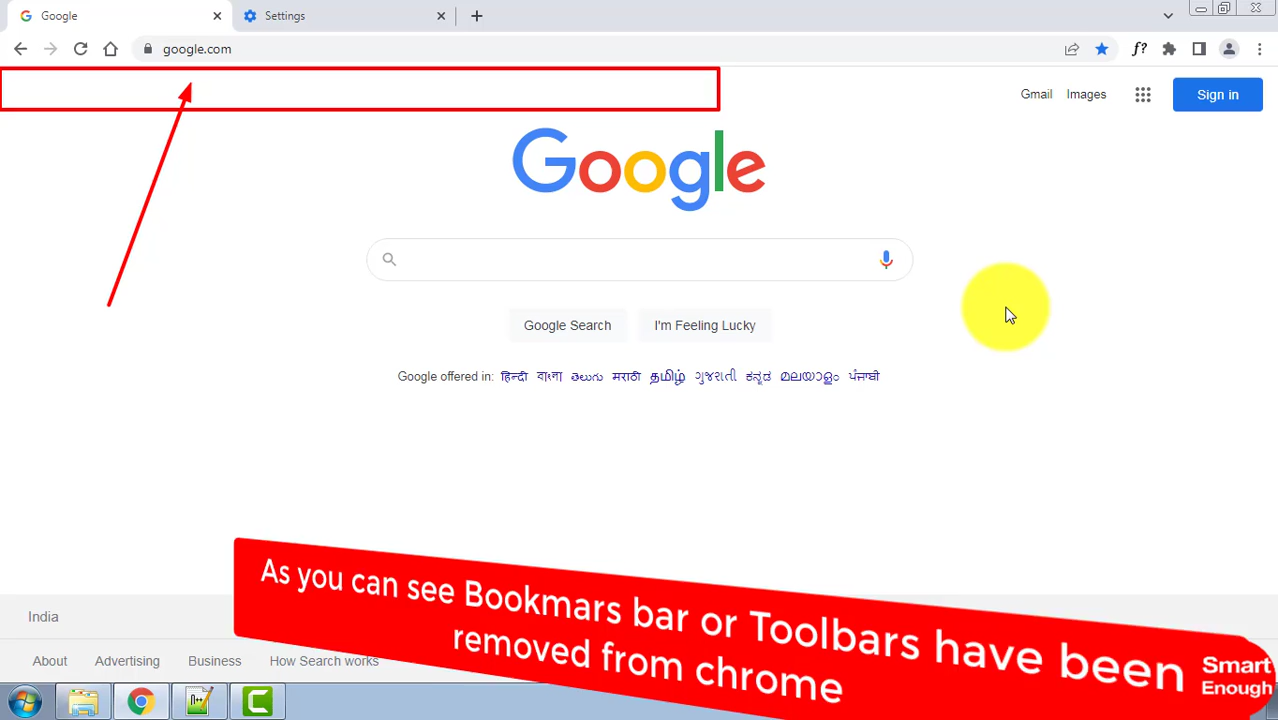 Google
Settings
google.com
f?
Gmail Images Sign in
Google
Google Search I'm Feeling Lucky
Google offered in: हिन्दी বাংলা తెలుగు मराठी தமிழ் ગુજરાતી ಕನ್ನಡ മലയാളം ਪੰਜਾਬੀ
India
About Advertising Business How Search works
As you can see Bookmars bar or Toolbars have been
removed from chrome
Smart
Enough